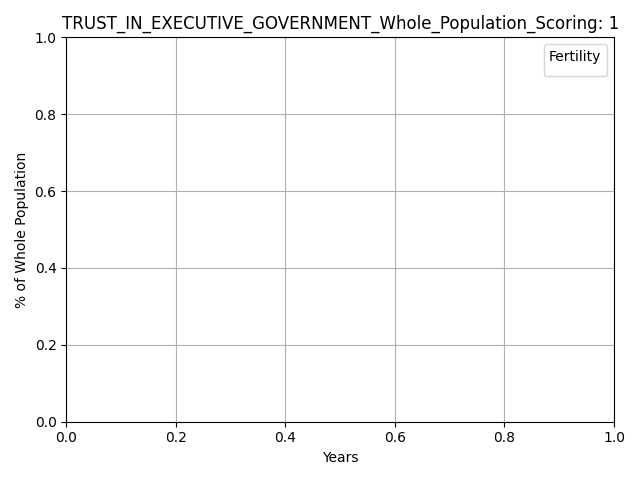 TRUST_IN_EXECUTIVE_GOVERNMENT_Whole_Population_Scoring: 1
Fertility
% of Whole Population
1.0
0.8
0.6
0.4
0.2
0.0
0.0 0.2 0.4 0.6 0.8 1.0
Years